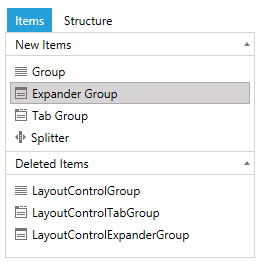 Items Structure
New Items
Group
Expander Group
Tab Group
Splitter
Deleted Items
LayoutControlGroup
LayoutControlTabGroup
LayoutControlExpanderGroup